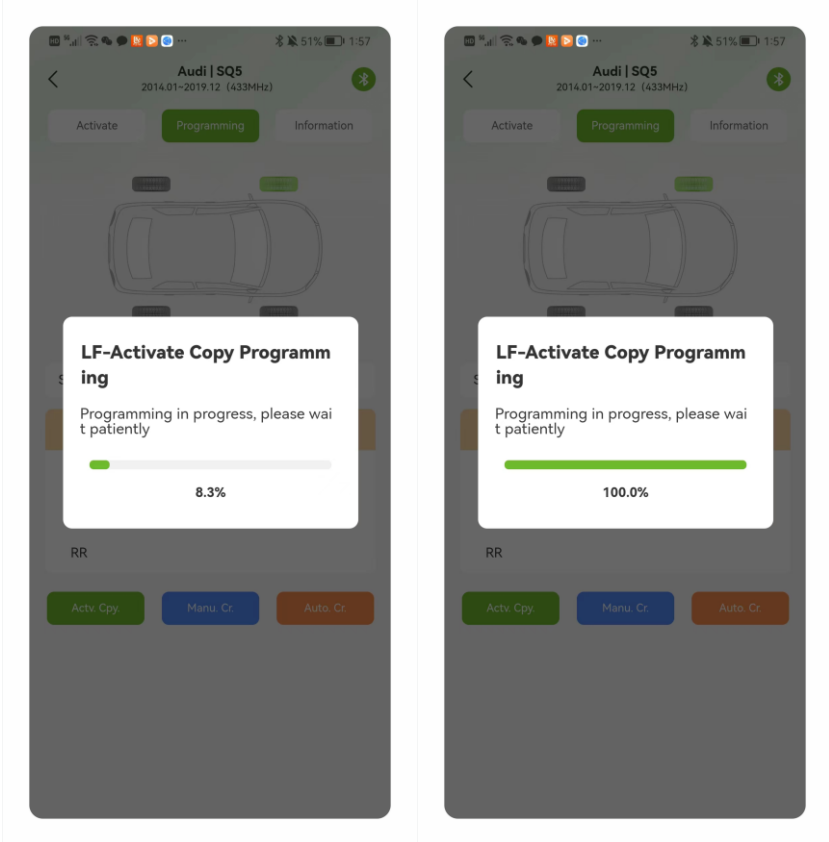 HD 51% 1:57
Audi | SQ5
2014.01-2019.12 (433MHz)
Activate Programming Information
LF-Activate Copy Programm
ing
Programming in progress, please wai
t patiently
8.3%
RR
Actv. Cpy. Manu. Cr. Auto. Cr.
HD 51% 1:57
Audi | SQ5
2014.01-2019.12 (433MHz)
Activate Programming Information
LF-Activate Copy Programm
ing
Programming in progress, please wai
t patiently
100.0%
RR
Actv. Cpy. Manu. Cr. Auto. Cr.